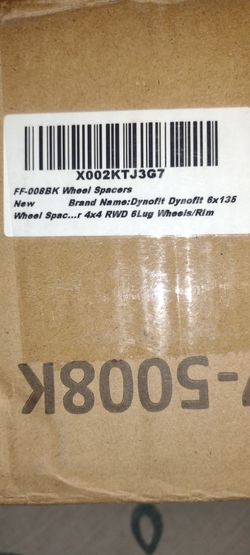 X002KTJ3G7
FF-008BK Wheel Spacers
New Brand Name:Dynofit Dynofit 6x135
Wheel Spac...r 4x4 RWD 6Lug Wheels/Rim
-5008K